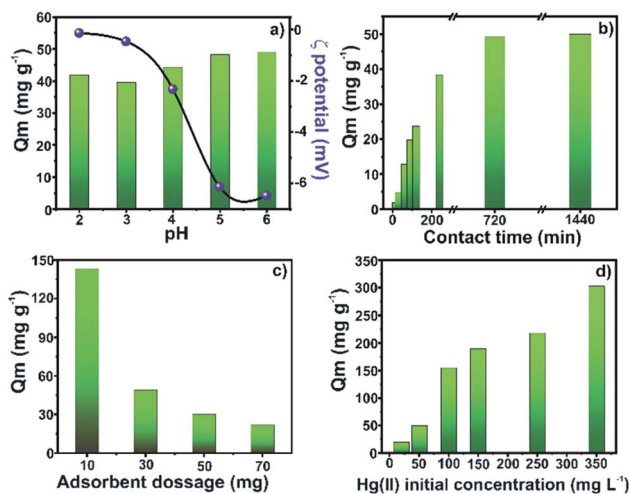 a)
60
50
40
30
20
10
0
Qm (mg g⁻¹)
0
-2
-4
-6
ζ potential (mV)
2 3 4 5 6
pH
b)
50
40
30
20
10
0
Qm (mg g⁻¹)
0 200 720 1440
Contact time (min)
c)
150
120
90
60
30
0
Qm (mg g⁻¹)
10 30 50 70
Adsorbent dossage (mg)
d)
350
300
250
200
150
100
50
0
Qm (mg g⁻¹)
0 50 100 150 200 250 300 350
Hg(II) initial concentration (mg L⁻¹)